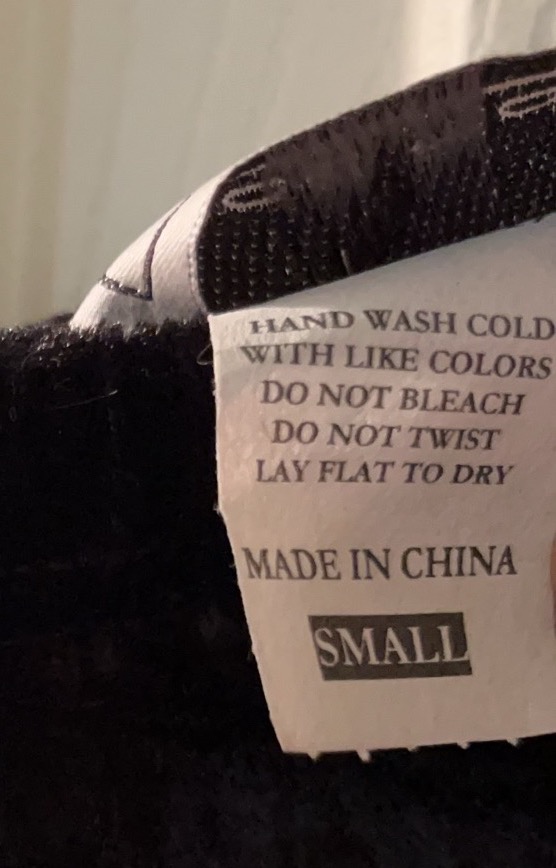 HAND WASH COLD
WITH LIKE COLORS
DO NOT BLEACH
DO NOT TWIST
LAY FLAT TO DRY
MADE IN CHINA
SMALL